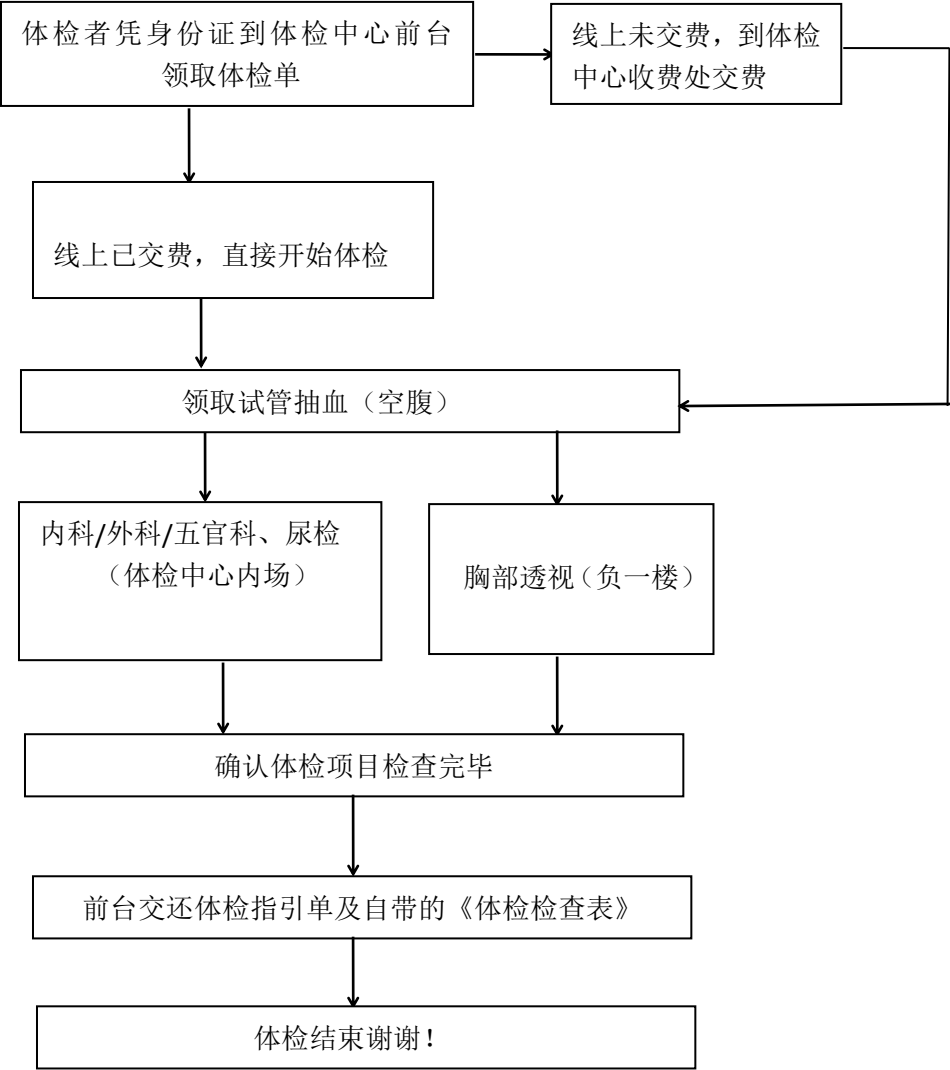 体检者凭身份证到体检中心前台
领取体检单
线上未交费，到体检
中心收费处交费
线上已交费，直接开始体检
领取试管抽血（空腹）
内科/外科/五官科、尿检
（体检中心内场）
胸部透视（负一楼）
确认体检项目检查完毕
前台交还体检指引单及自带的《体检检查表》
体检结束谢谢！